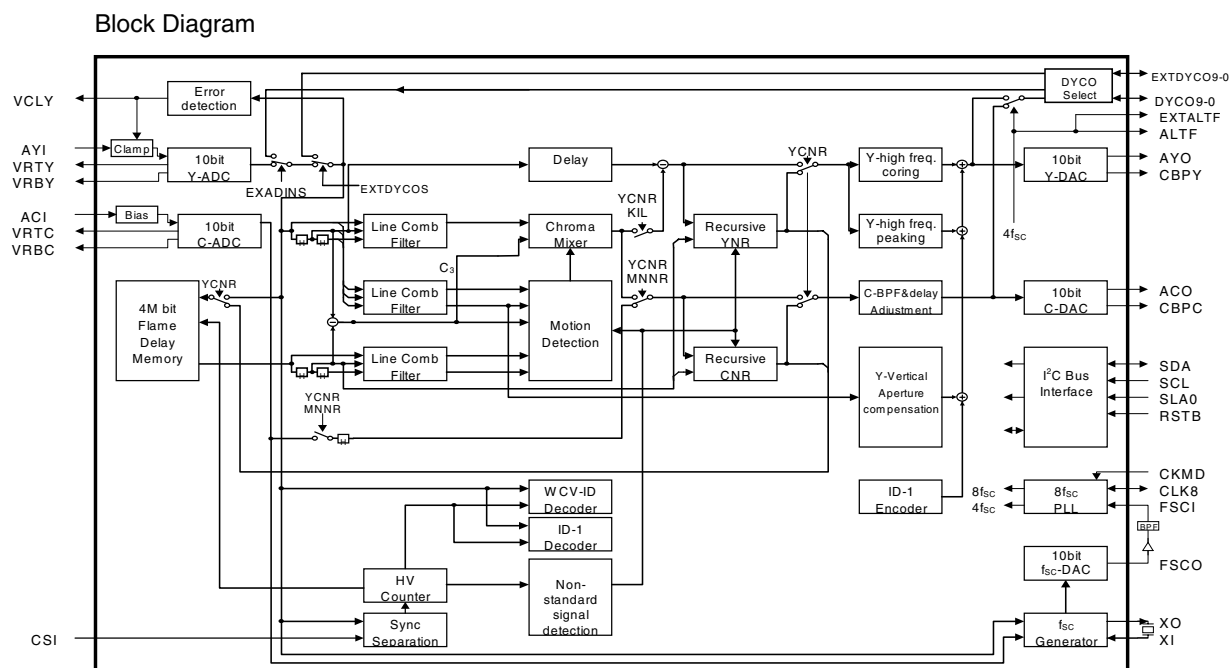 Block Diagram
VCLY
AYI
VRTY
VRBY
ACI
VRTC
VRBC
CSI
Error
detection
Clamp
10bit
Y-ADC
Bias
10bit
C-ADC
EXADINS
EXTDYCOS
YCNR
4M bit
Flame
Delay
Memory
H
H
Line Comb
Filter
Line Comb
Filter
H
H
Line Comb
Filter
C3
YCNR
MNNR
H
Delay
Chroma
Mixer
Motion
Detection
YCNR
KIL
YCNR
MNNR
Recursive
YNR
Recursive
CNR
YCNR
Y-high freq.
coring
Y-high freq.
peaking
C-BPF&delay
Adiustment
Y-Vertical
Aperture
compensation
ID-1
Encoder
WCV-ID
Decoder
ID-1
Decoder
HV
Counter
Sync
Separation
Non-
standard
signal
detection
DYCO
Select
4fSC
10bit
Y-DAC
10bit
C-DAC
I2C Bus
Interface
8fSC
4fSC
8fSC
PLL
BPF
10bit
fSC-DAC
fSC
Generator
EXTDYCO9-0
DYCO9-0
EXTALTF
ALTF
AYO
CBPY
ACO
CBPC
SDA
SCL
SLA0
RSTB
CKMD
CLK8
FSCI
FSCO
XO
XI